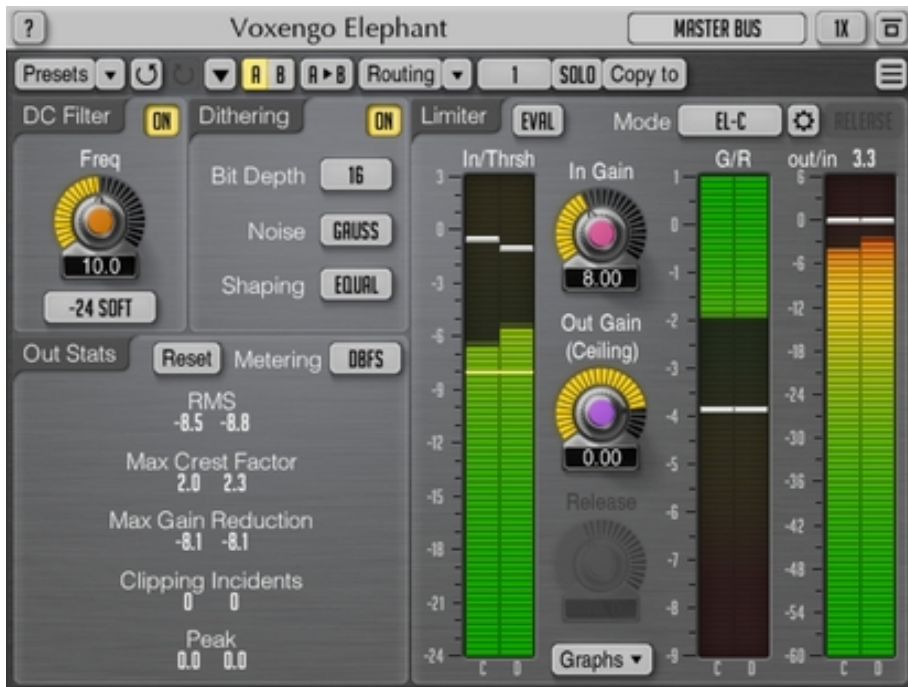 ? Voxengo Elephant MASTER BUS 1X
Presets A B A▸B Routing 1 SOLO Copy to
DC Filter ON
Freq
10.0
-24 SOFT
Dithering ON
Bit Depth 16
Noise GAUSS
Shaping EQUAL
Out Stats Reset Metering DBFS
RMS
-8.5 -8.8
Max Crest Factor
2.0 2.3
Max Gain Reduction
-8.1 -8.1
Clipping Incidents
0 0
Peak
0.0 0.0
Limiter EVAL Mode EL-C RELEASE
In/Thrsh
3
0
-3
-6
-9
-12
-15
-18
-21
-24
In Gain
8.00
Out Gain
(Ceiling)
0.00
Release
Graphs
G/R
1
0
-1
-2
-3
-4
-5
-6
-7
-8
-9
out/in 3.3
6
0
-6
-12
-18
-24
-30
-36
-42
-48
-54
-60